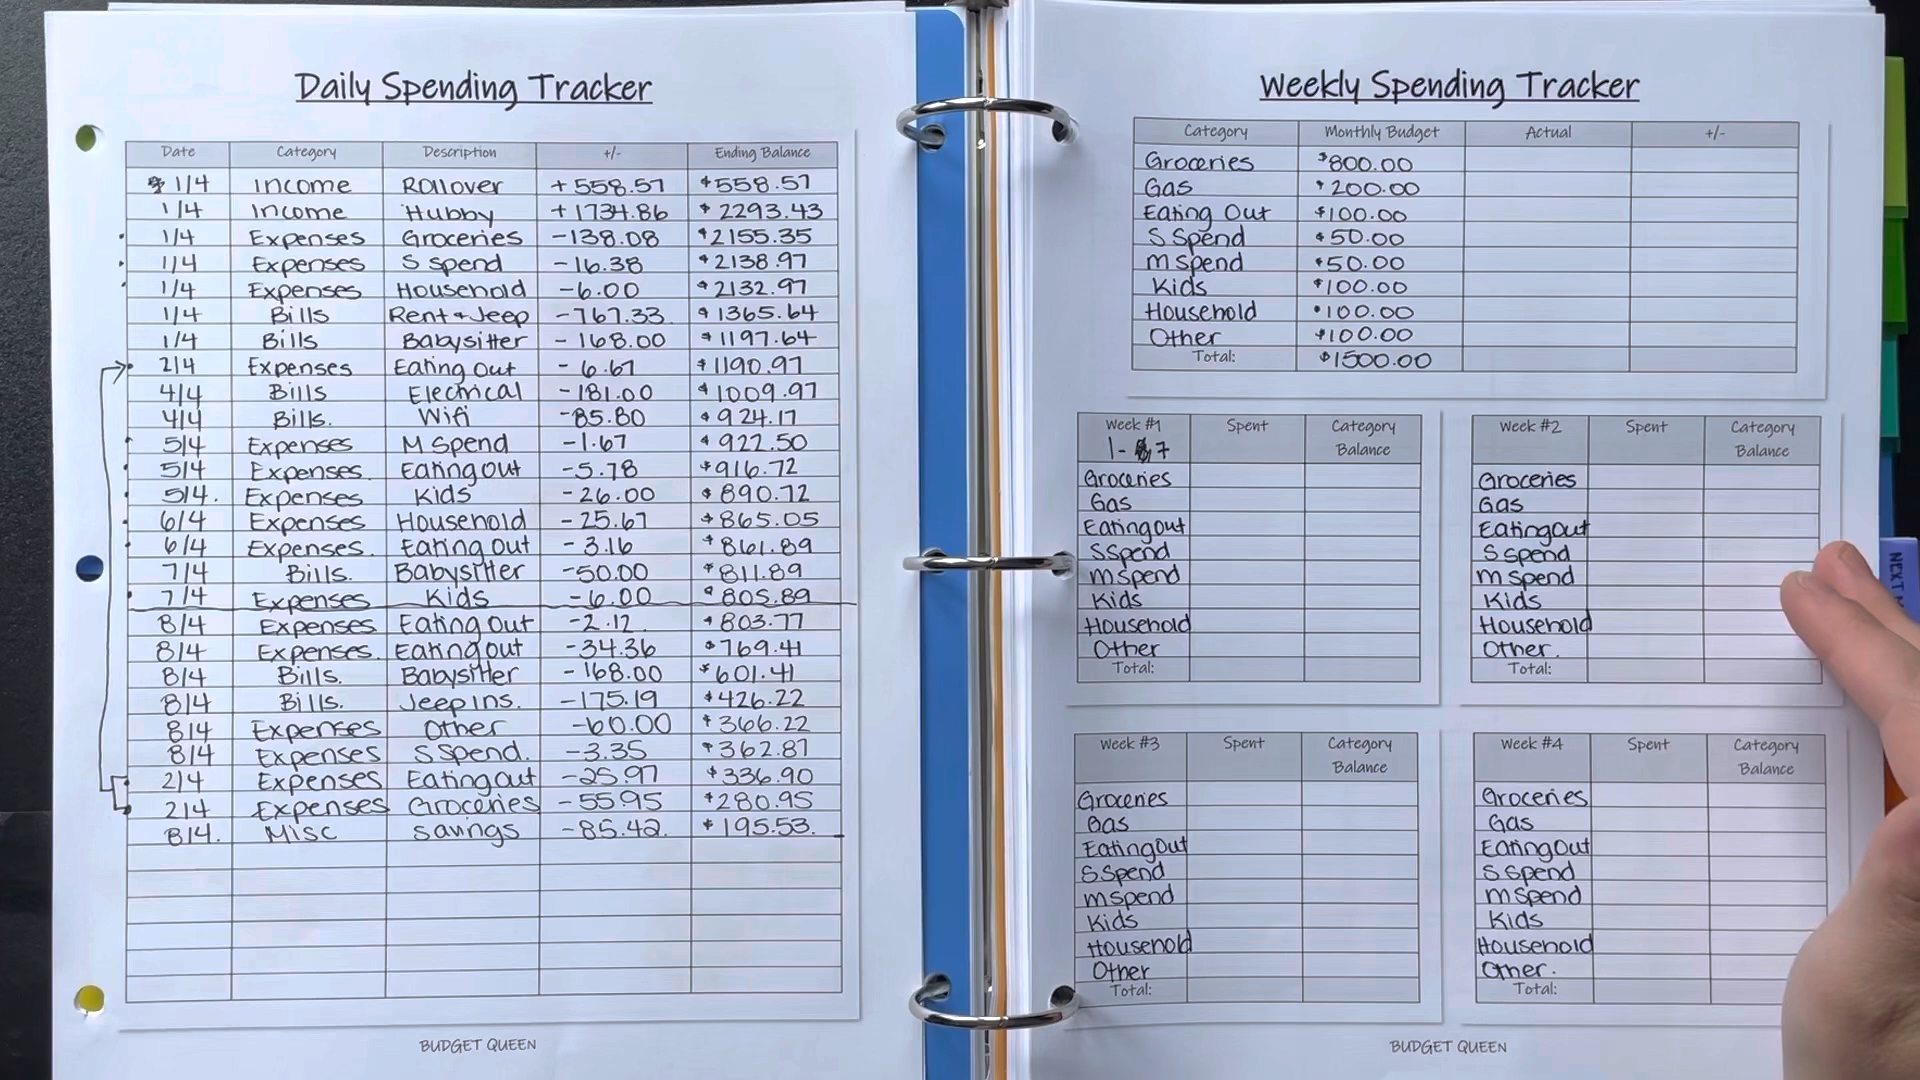 Daily Spending Tracker
Date Category Description +/- Ending Balance
1/4 Income Rollover +558.57 $558.57
1/4 Income Hubby +1734.86 $2293.43
1/4 Expenses Groceries -138.08 $2155.35
1/4 Expenses S Spend -16.38 $2138.97
1/4 Expenses Household -6.00 $2132.97
1/4 Bills Rent+Jeep -767.33 $1365.64
1/4 Bills Babysitter -168.00 $1197.64
2/4 Expenses Eating out -6.67 $1190.97
4/4 Bills Electrical -181.00 $1009.97
4/4 Bills. Wifi -85.80 $924.17
5/4 Expenses M Spend -1.67 $922.50
5/4 Expenses Eating out -5.78 $916.72
5/4. Expenses Kids -26.00 $890.72
6/4 Expenses Household -25.67 $865.05
6/4 Expenses. Eating out -3.16 $861.89
7/4 Bills. Babysitter -50.00 $811.89
7/4 Expenses Kids -6.00 $805.89
8/4 Expenses Eating out -2.12 $803.77
8/4 Expenses. Eating out -34.36 $769.41
8/4 Bills. Babysitter -168.00 $601.41
8/4 Bills. Jeep Ins. -175.19 $426.22
8/4 Expenses Other -60.00 $366.22
8/4 Expenses S Spend. -3.35 $362.87
2/4 Expenses Eating out -25.97 $336.90
2/4 Expenses Groceries -55.95 $280.95
8/4. Misc savings -85.42. $195.53.
BUDGET QUEEN
Weekly Spending Tracker
Category Monthly Budget Actual +/-
Groceries $800.00
Gas $200.00
Eating Out $100.00
S Spend $50.00
M Spend $50.00
Kids $100.00
Household $100.00
Other $100.00
Total: $1500.00
Week #1 Spent Category Balance
1-7
Groceries
Gas
Eating out
S Spend
M Spend
Kids
Household
Other
Total:
Week #2 Spent Category Balance
Groceries
Gas
Eating out
S Spend
M Spend
Kids
Household
Other.
Total:
Week #3 Spent Category Balance
Groceries
Gas
Eating Out
S Spend
M Spend
Kids
Household
Other
Total:
Week #4 Spent Category Balance
Groceries
Gas
Eating Out
S Spend
M Spend
Kids
Household
Other.
Total:
BUDGET QUEEN
NEXT